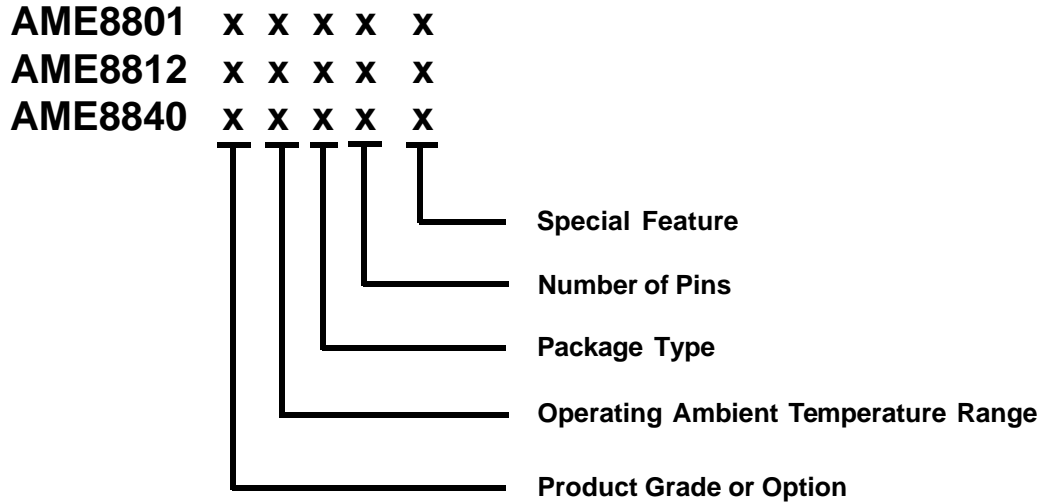 AME8801 x x x x x
AME8812 x x x x x
AME8840 x x x x x
Special Feature
Number of Pins
Package Type
Operating Ambient Temperature Range
Product Grade or Option